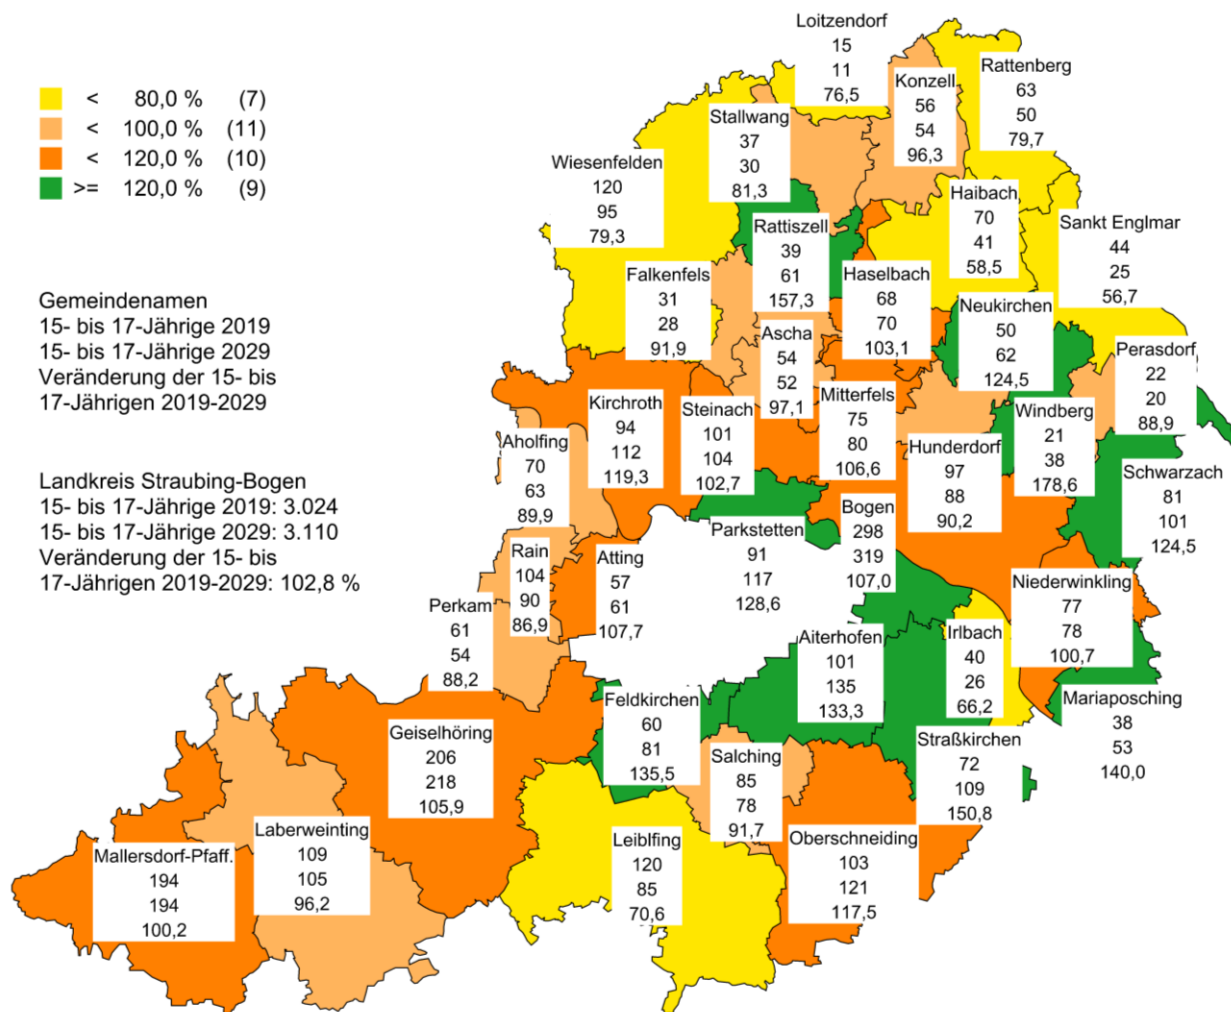 < 80,0 % (7)
< 100,0 % (11)
< 120,0 % (10)
>= 120,0 % (9)
Gemeindenamen
15- bis 17-Jährige 2019
15- bis 17-Jährige 2029
Veränderung der 15- bis
17-Jährigen 2019-2029
Landkreis Straubing-Bogen
15- bis 17-Jährige 2019: 3.024
15- bis 17-Jährige 2029: 3.110
Veränderung der 15- bis
17-Jährigen 2019-2029: 102,8 %
Loitzendorf
15
11
76,5
Konzell
56
54
96,3
Rattenberg
63
50
79,7
Stallwang
37
30
81,3
Wiesenfelden
120
95
79,3
Haibach
70
41
58,5
Sankt Englmar
44
25
56,7
Rattiszell
39
61
157,3
Falkenfels
31
28
91,9
Haselbach
68
70
103,1
Neukirchen
50
62
124,5
Ascha
54
52
97,1
Perasdorf
22
20
88,9
Kirchroth
94
112
119,3
Steinach
101
104
102,7
Mitterfels
75
80
106,6
Windberg
21
38
178,6
Aholfing
70
63
89,9
Hunderdorf
97
88
90,2
Schwarzach
81
101
124,5
Bogen
298
319
107,0
Parkstetten
91
117
128,6
Rain
104
90
86,9
Atting
57
61
107,7
Niederwinkling
77
78
100,7
Perkam
61
54
88,2
Aiterhofen
101
135
133,3
Irlbach
40
26
66,2
Mariaposching
38
53
140,0
Feldkirchen
60
81
135,5
Geiselhöring
206
218
105,9
Straßkirchen
72
109
150,8
Salching
85
78
91,7
Laberweinting
109
105
96,2
Leiblfing
120
85
70,6
Oberschneiding
103
121
117,5
Mallersdorf-Pfaff.
194
194
100,2